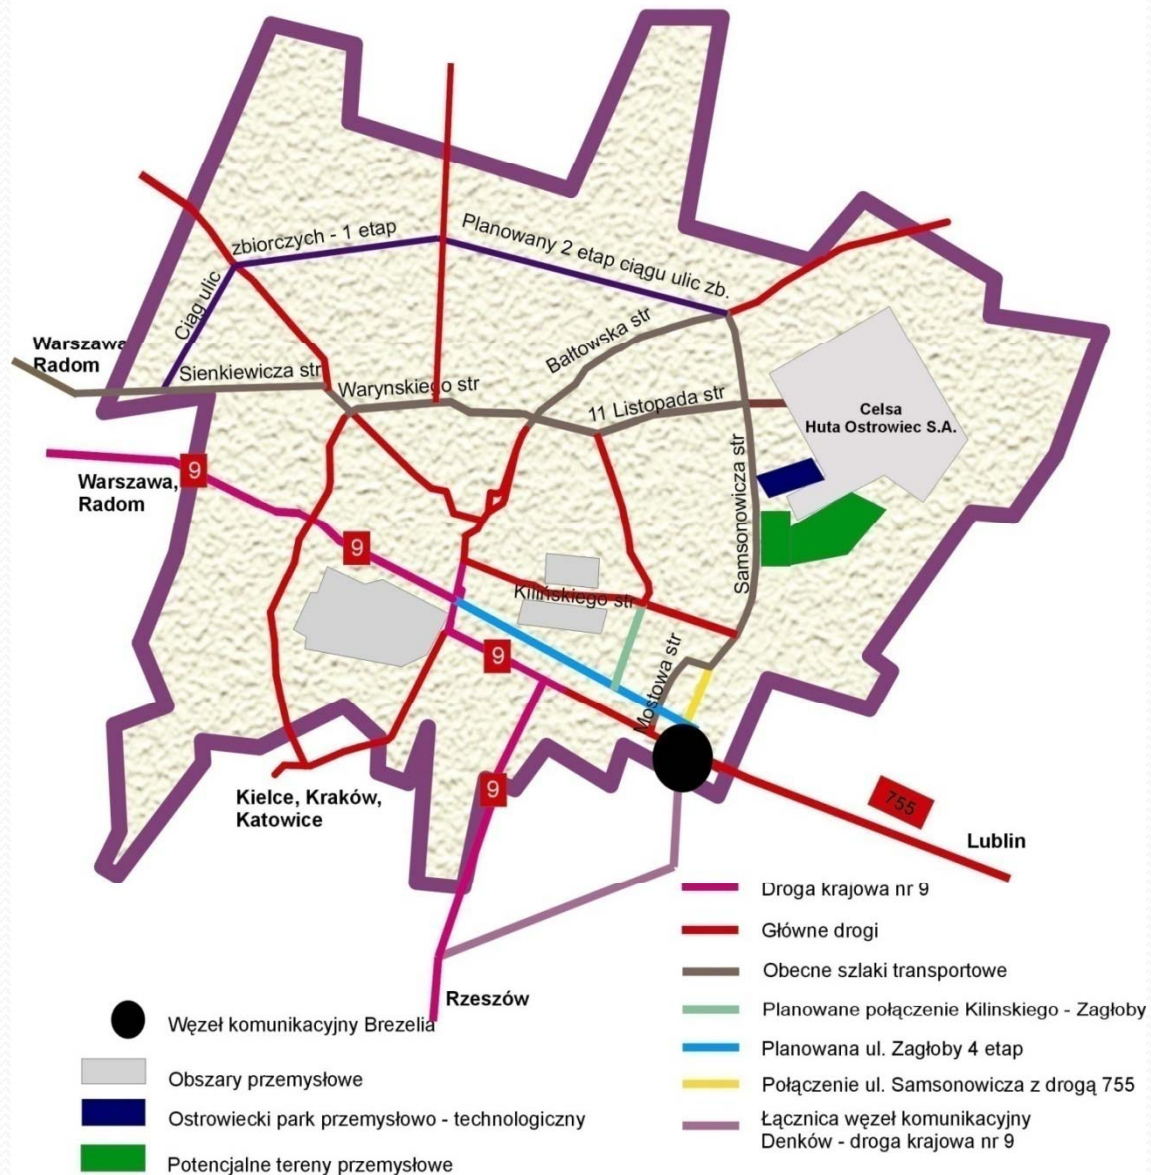 zbiorczych - 1 etap
Planowany 2 etap ciągu ulic zb.
Ciąg ulic
Bałtowska str
Warszawa
Radom
Sienkiewicza str
Warynskiego str
11 Listopada str
Celsa
Huta Ostrowiec S.A.
Samsonowicza str
9
Warszawa,
Radom
9
Kilińskiego str
9
Mostowa str
9
Kielce, Kraków,
Katowice
755
Lublin
Rzeszów
Droga krajowa nr 9
Główne drogi
Obecne szlaki transportowe
Planowane połączenie Kilinskiego - Zagłoby
Planowana ul. Zagłoby 4 etap
Połączenie ul. Samsonowicza z drogą 755
Łącznica węzeł komunikacyjny
Denków - droga krajowa nr 9
Węzeł komunikacyjny Brezelia
Obszary przemysłowe
Ostrowiecki park przemysłowo - technologiczny
Potencjalne tereny przemysłowe